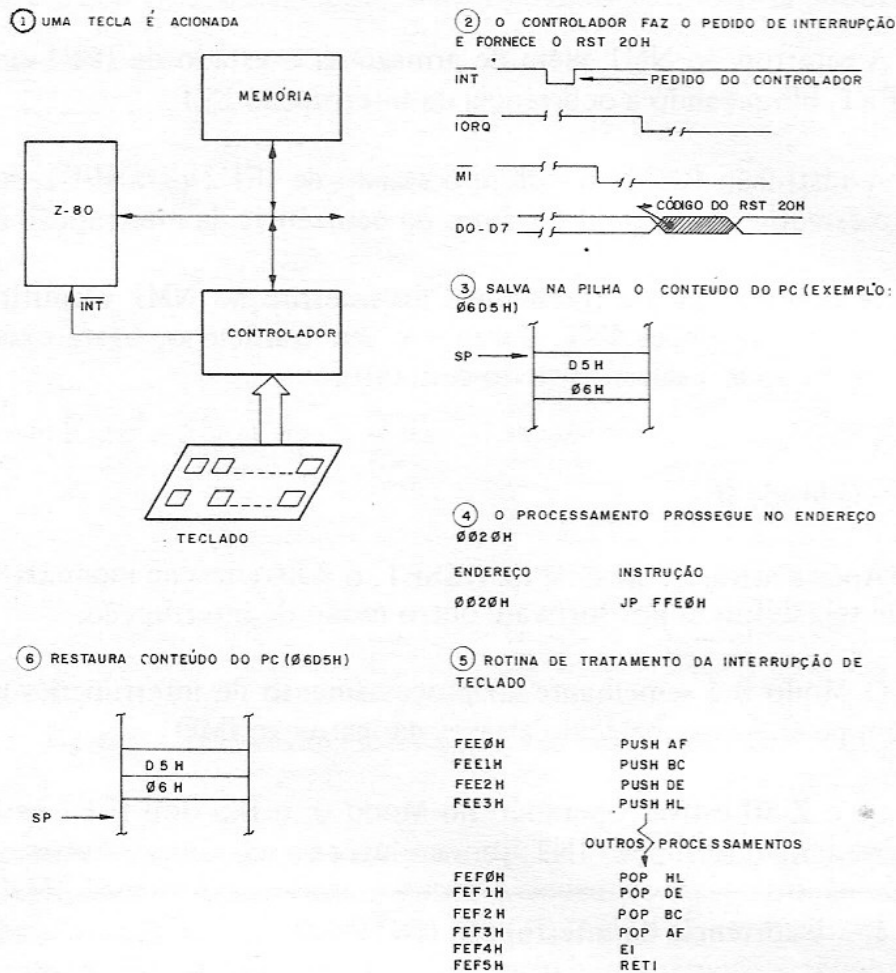 ① UMA TECLA É ACIONADA
MEMÓRIA
Z-80
INT
CONTROLADOR
TECLADO
② O CONTROLADOR FAZ O PEDIDO DE INTERRUPÇÃO
E FORNECE O RST 20H
INT
PEDIDO DO CONTROLADOR
IORQ
MI
CÓDIGO DO RST 20H
D0-D7
③ SALVA NA PILHA O CONTEUDO DO PC (EXEMPLO:
Ø6D5H)
SP
D5H
Ø6H
④ O PROCESSAMENTO PROSSEGUE NO ENDEREÇO
ØØ2ØH
ENDEREÇO INSTRUÇÃO
ØØ2ØH JP FFEØH
⑤ ROTINA DE TRATAMENTO DA INTERRUPÇÃO DE
TECLADO
FEEØH PUSH AF
FEE1H PUSH BC
FEE2H PUSH DE
FEE3H PUSH HL
OUTROS PROCESSAMENTOS
FEFØH POP HL
FEF1H POP DE
FEF2H POP BC
FEF3H POP AF
FEF4H EI
FEF5H RETI
⑥ RESTAURA CONTEÚDO DO PC (Ø6D5H)
D5H
Ø6H
SP